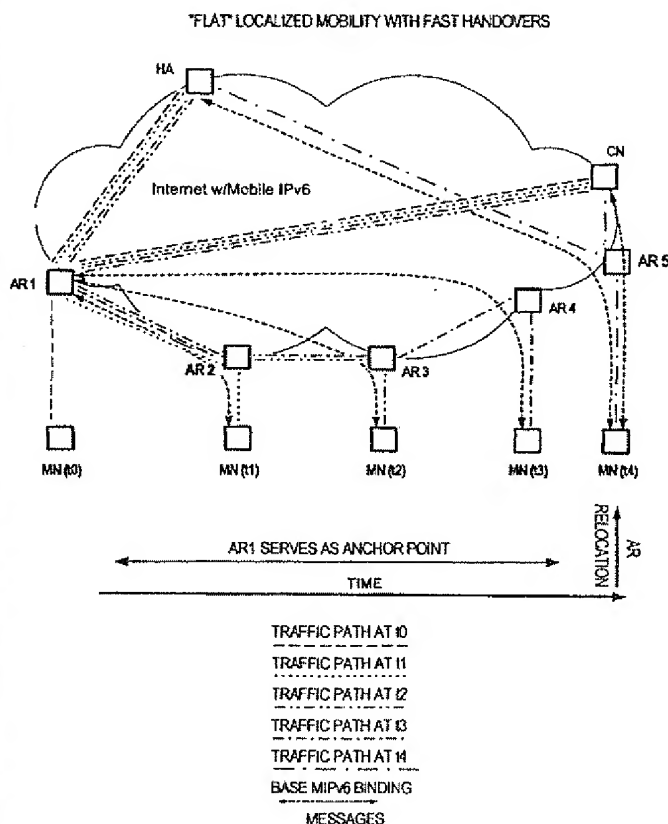 "FLAT" LOCALIZED MOBILITY WITH FAST HANDOVERS
HA
CN
Internet w/Mobile IPv6
AR1
AR 5
AR 4
AR 2
AR 3
MN (t0)
MN (t1)
MN (t2)
MN (t3)
MN (t4)
AR1 SERVES AS ANCHOR POINT
AR
RELOCATION
TIME
TRAFFIC PATH AT t0
TRAFFIC PATH AT t1
TRAFFIC PATH AT t2
TRAFFIC PATH AT t3
TRAFFIC PATH AT t4
BASE MIPv6 BINDING
MESSAGES